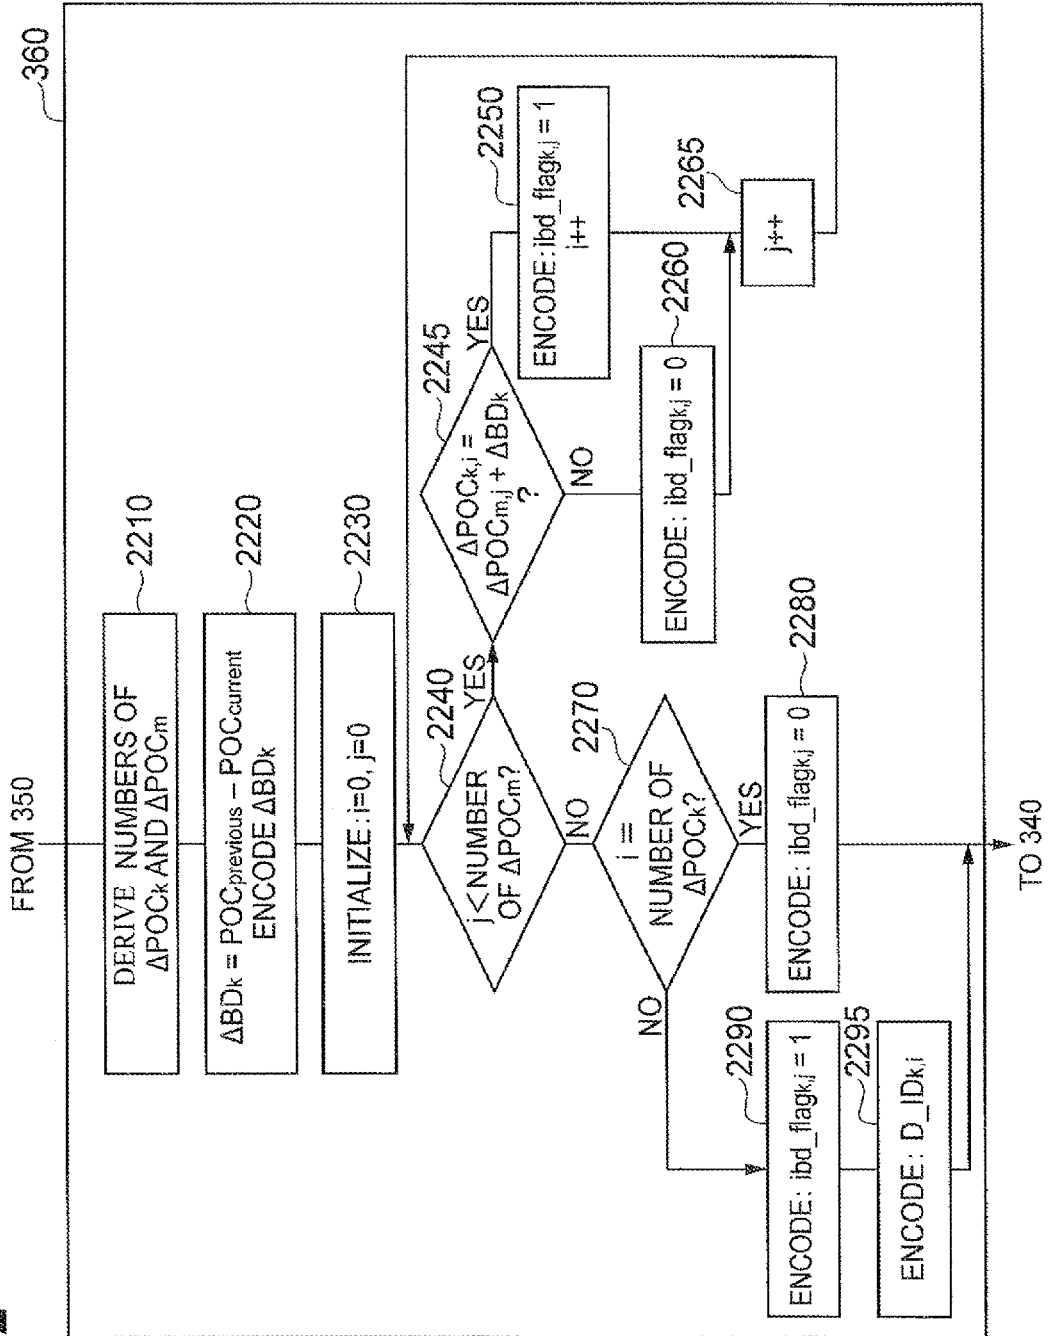 360
FROM 350
DERIVE NUMBERS OF
ΔPOCk AND ΔPOCm
2210
ΔBDk = POCprevious – POCcurrent
ENCODE ΔBDk
2220
INITIALIZE : i=0, j=0
2230
j<NUMBER
OF ΔPOCm?
2240
YES
NO
ΔPOCk,i =
ΔPOCm,j + ΔBDk
?
2245
YES
NO
ENCODE:ibd_flagk,j = 1
i++
2250
ENCODE: ibd_flagk,j = 0
2260
j++
2265
i ==
NUMBER OF
ΔPOCk?
2270
YES
NO
ENCODE: ibd_flagk,j = 0
2280
ENCODE: ibd_flagk,j = 1
2290
ENCODE: D_IDk,i
2295
TO 340